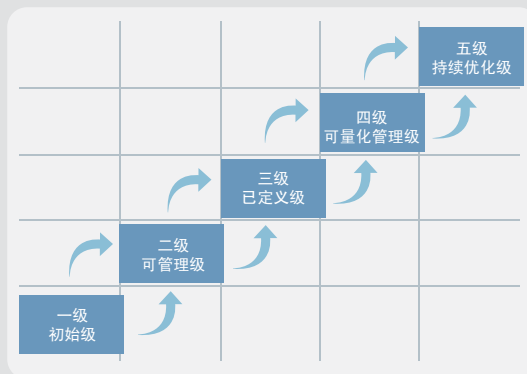 五级
持续优化级
四级
可量化管理级
三级
已定义级
二级
可管理级
一级
初始级